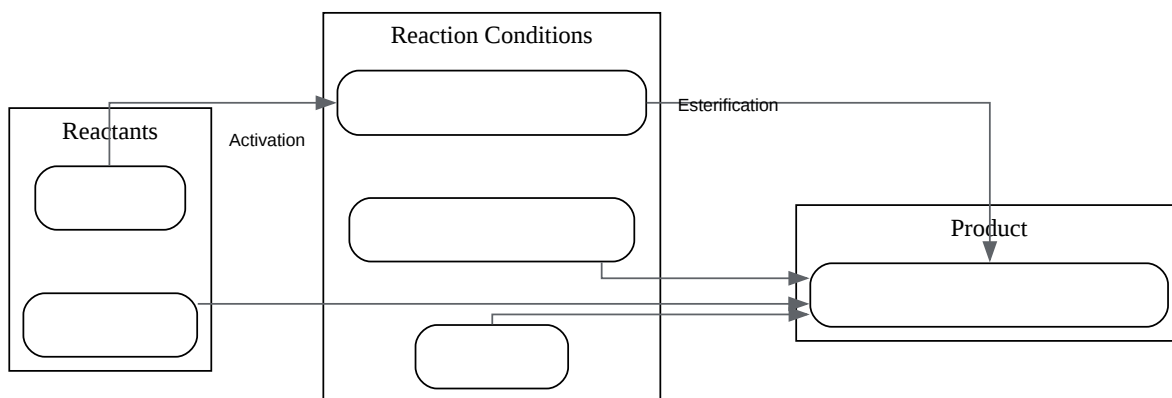 Reaction Conditions
Reactants
Activation
Esterification
Product